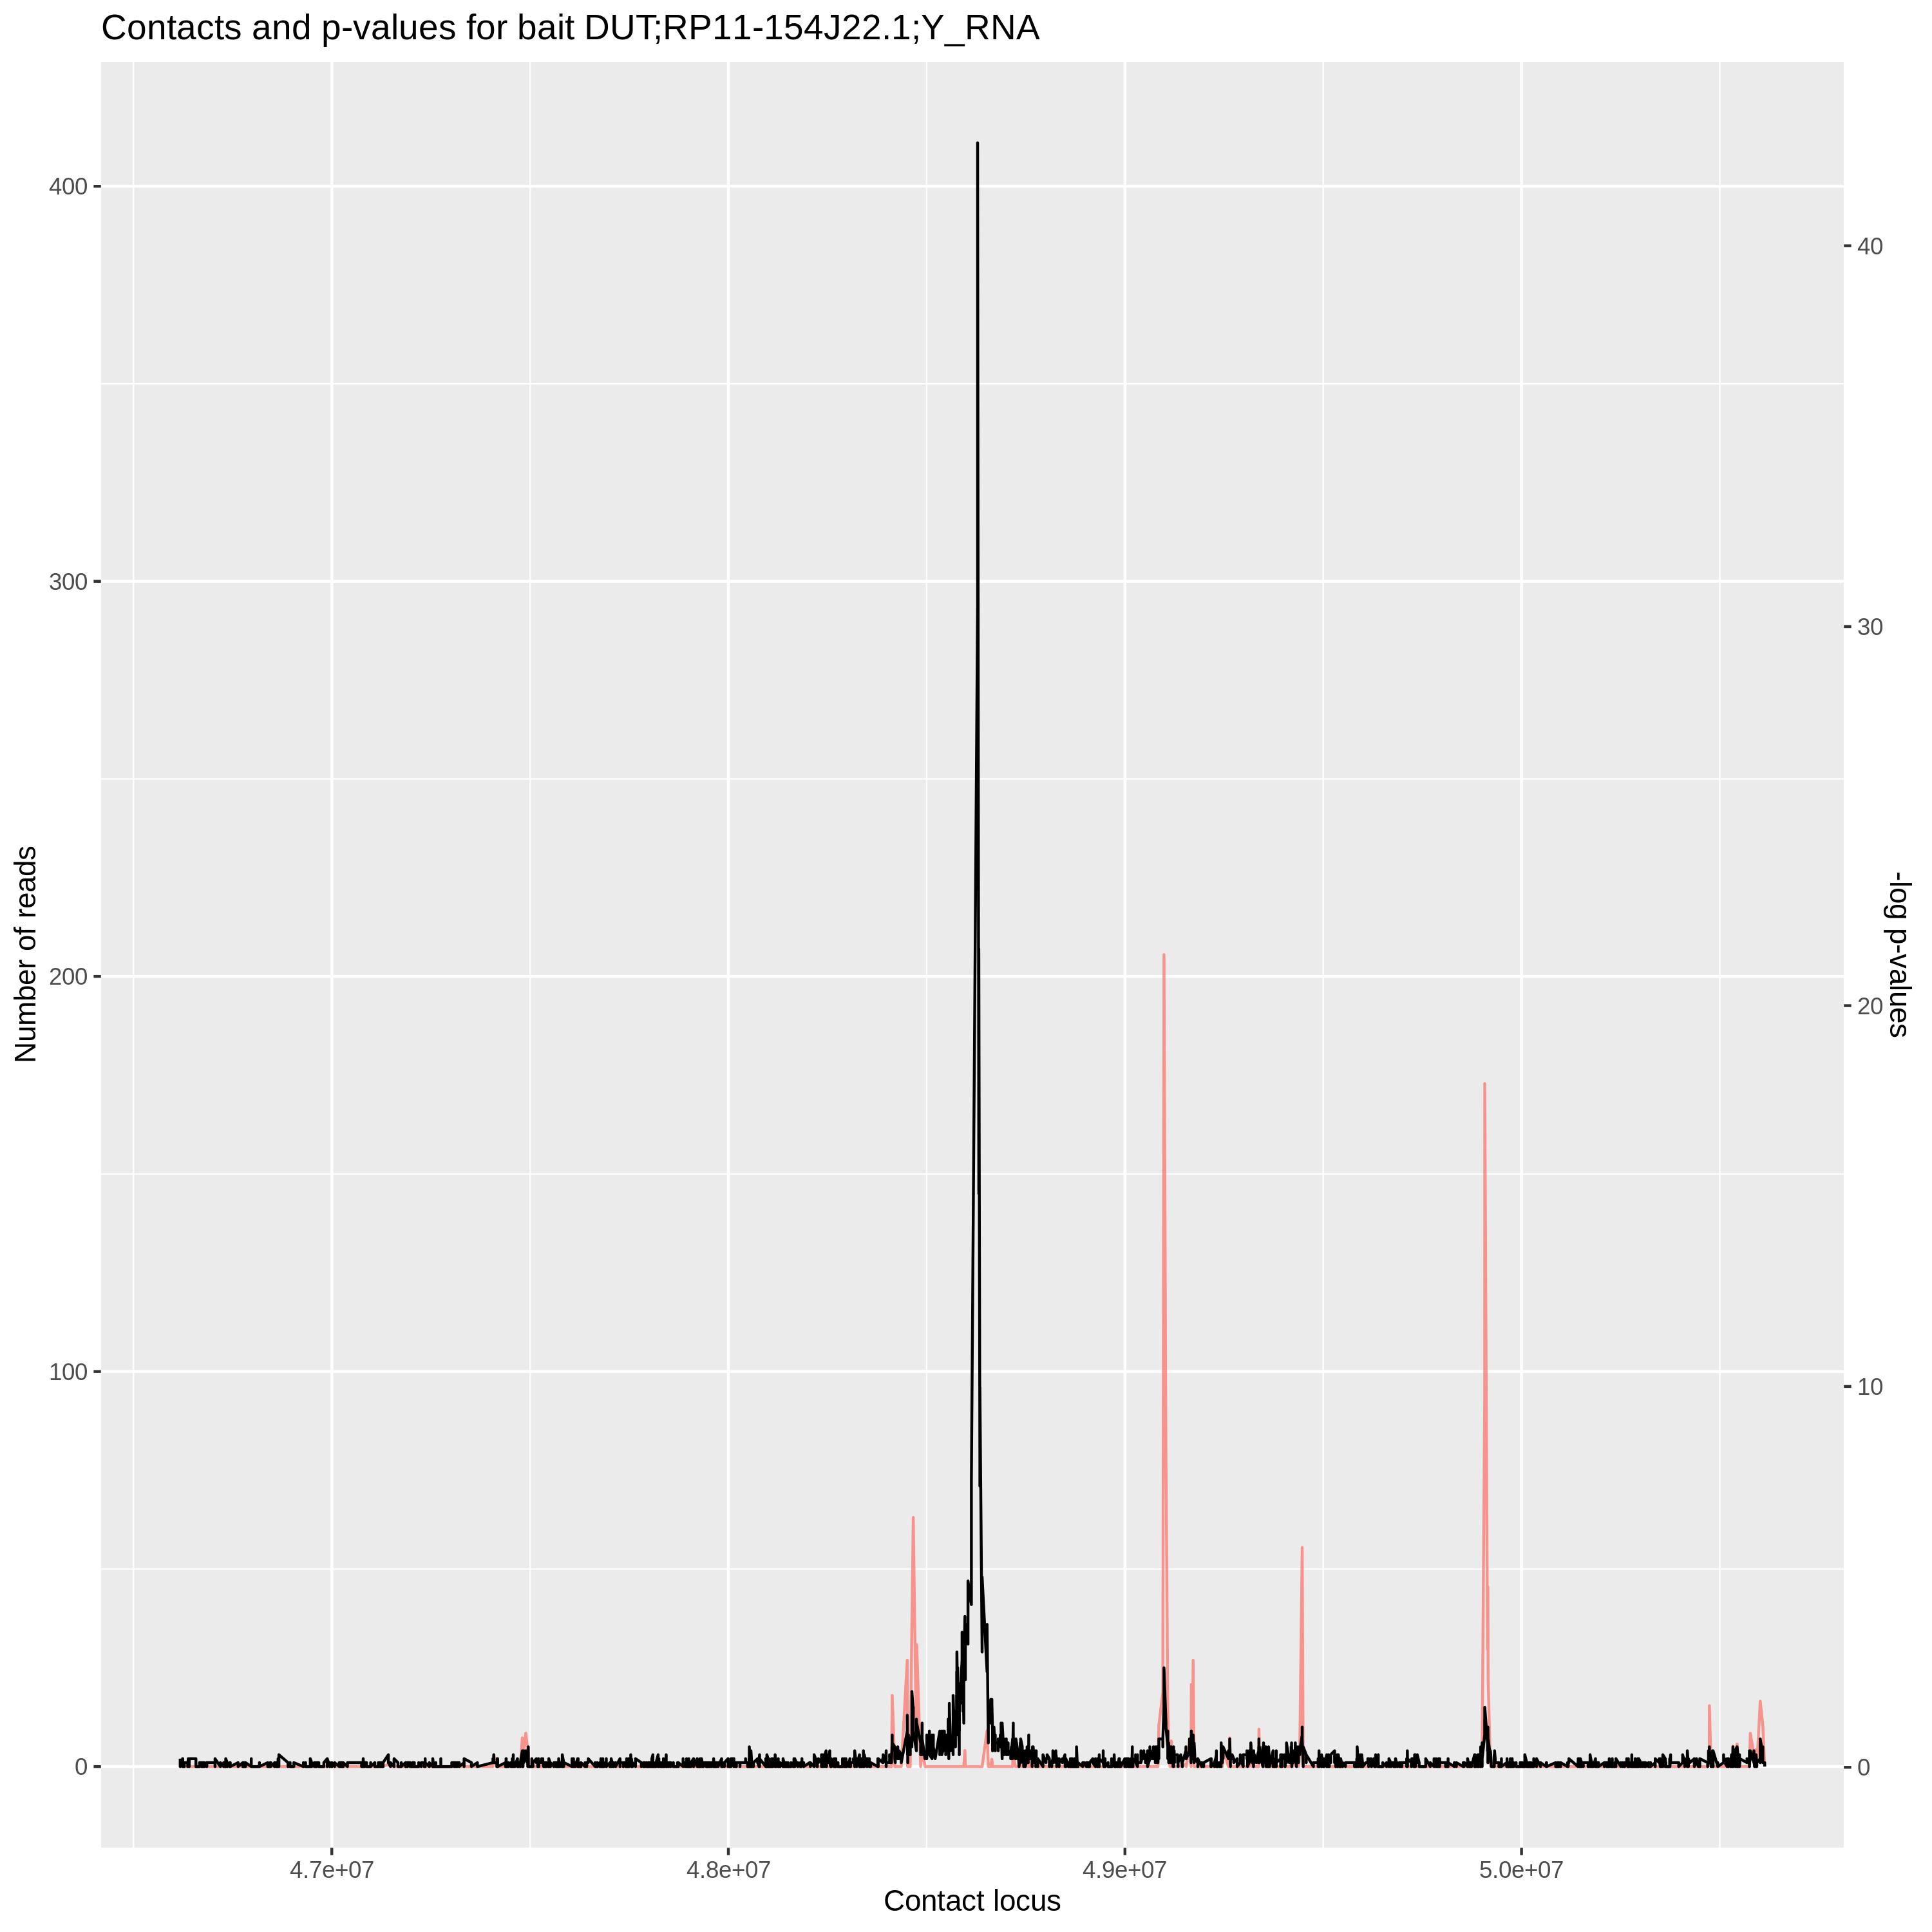 Contacts and p-values for bait DUT;RP11-154J22.1;Y_RNA
400
300
200
100
0
Number of reads
40
30
20
10
0
-log p-values
4.7e+07
4.8e+07
4.9e+07
5.0e+07
Contact locus